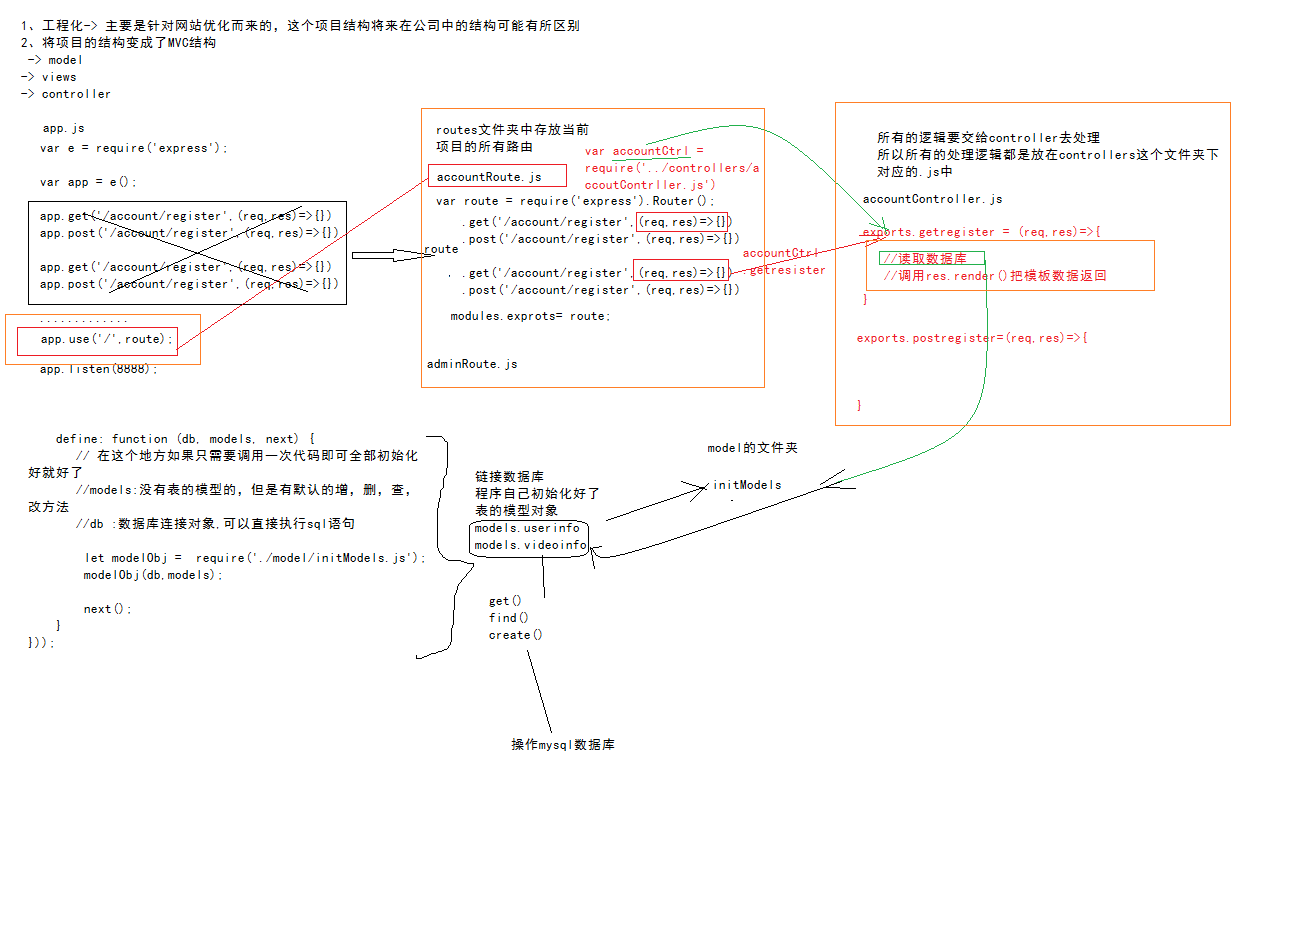 1、工程化-> 主要是针对网站优化而来的，这个项目结构将来在公司中的结构可能有所区别
2、将项目的结构变成了MVC结构
-> model
-> views
-> controller
app.js
var e = require('express');
var app = e();
app.get('/account/register',(req,res)=>{})
app.post('/account/register',(req,res)=>{})
app.get('/account/register',(req,res)=>{})
app.post('/account/register',(req,res)=>{})
.............
app.use('/',route);
app.listen(8888);
routes文件夹中存放当前
项目的所有路由
accountRoute.js
var accountCtrl =
require('../controllers/a
ccoutContrller.js')
var route = require('express').Router();
.get('/account/register',(req,res)=>{})
.post('/account/register',(req,res)=>{})
route
.get('/account/register',(req,res)=>{})
.post('/account/register',(req,res)=>{})
modules.exprots= route;
adminRoute.js
accountCtrl
.getresister
所有的逻辑要交给controller去处理
所以所有的处理逻辑都是放在controllers这个文件夹下
对应的.js中
accountController.js
exports.getregister = (req,res)=>{
//读取数据库
//调用res.render()把模板数据返回
}
exports.postregister=(req,res)=>{
}
define: function (db, models, next) {
// 在这个地方如果只需要调用一次代码即可全部初始化
好就好了
//models:没有表的模型的，但是有默认的增，删，查，
改方法
//db :数据库连接对象,可以直接执行sql语句
let modelObj =  require('./model/initModels.js');
modelObj(db,models);
next();
}
}));
链接数据库
程序自己初始化好了
表的模型对象
models.userinfo
models.videoinfo
get()
find()
create()
操作mysql数据库
model的文件夹
initModels
.